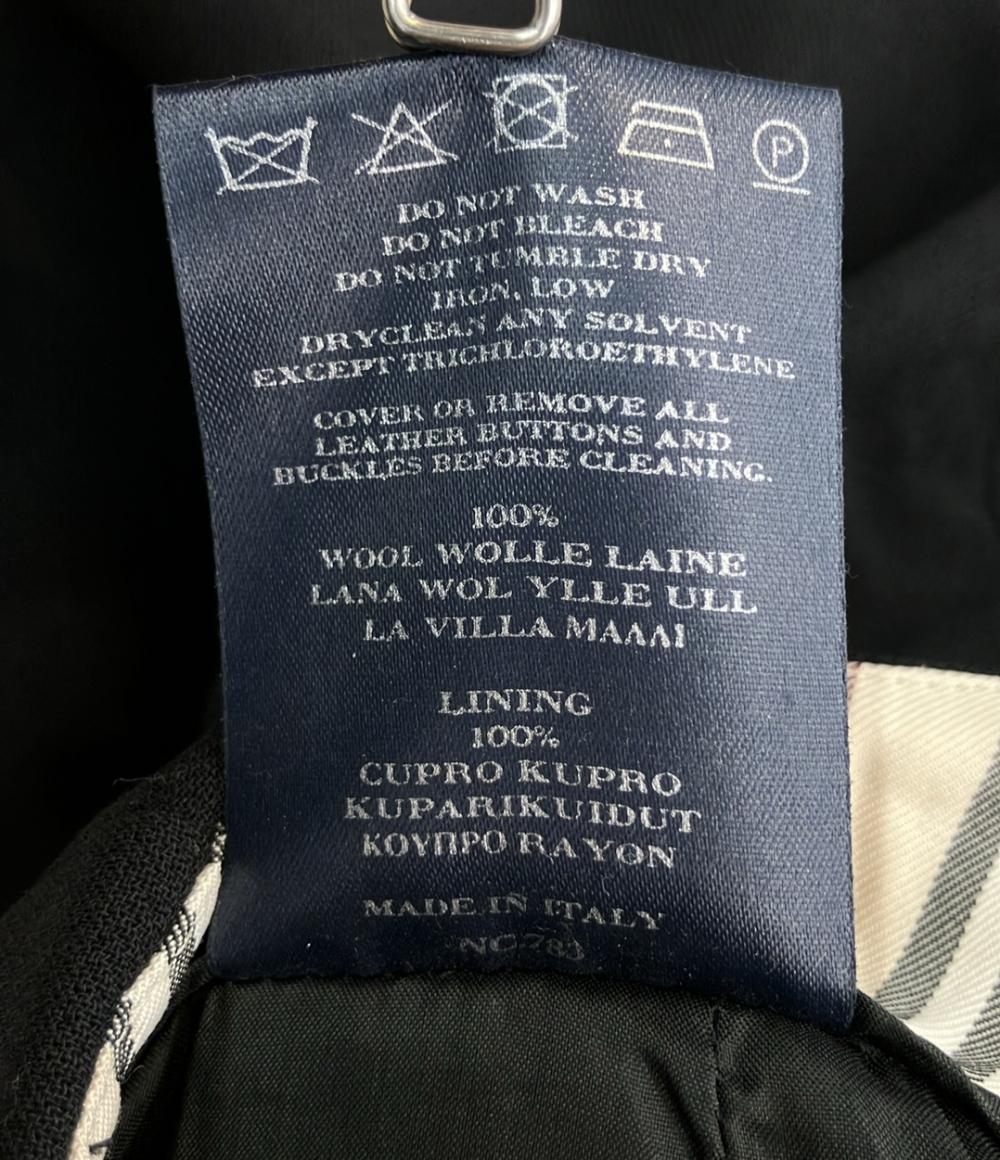 P
DO NOT WASH
DO NOT BLEACH
DO NOT TUMBLE DRY
IRON, LOW
DRYCLEAN ANY SOLVENT
EXCEPT TRICHLOROETHYLENE
COVER OR REMOVE ALL
LEATHER BUTTONS AND
BUCKLES BEFORE CLEANING.
100%
WOOL WOLLE LAINE
LANA WOL YLLE ULL
LA VILLA ΜΑΛΛΙ
LINING
100%
CUPRO KUPRO
KUPARIKUIDUT
ΚΟΥΠΡΟ RAYON
MADE IN ITALY
NC783